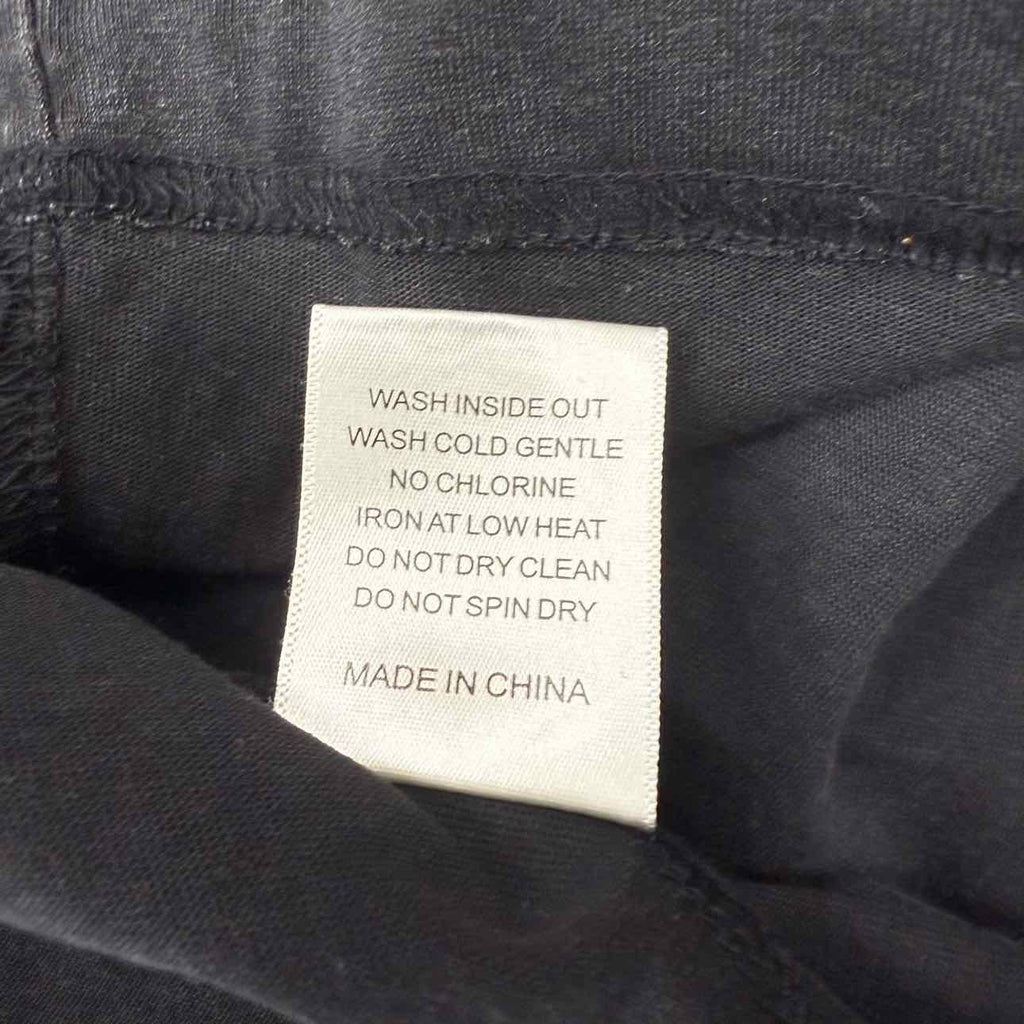 WASH INSIDE OUT
WASH COLD GENTLE
NO CHLORINE
IRON AT LOW HEAT
DO NOT DRY CLEAN
DO NOT SPIN DRY
MADE IN CHINA